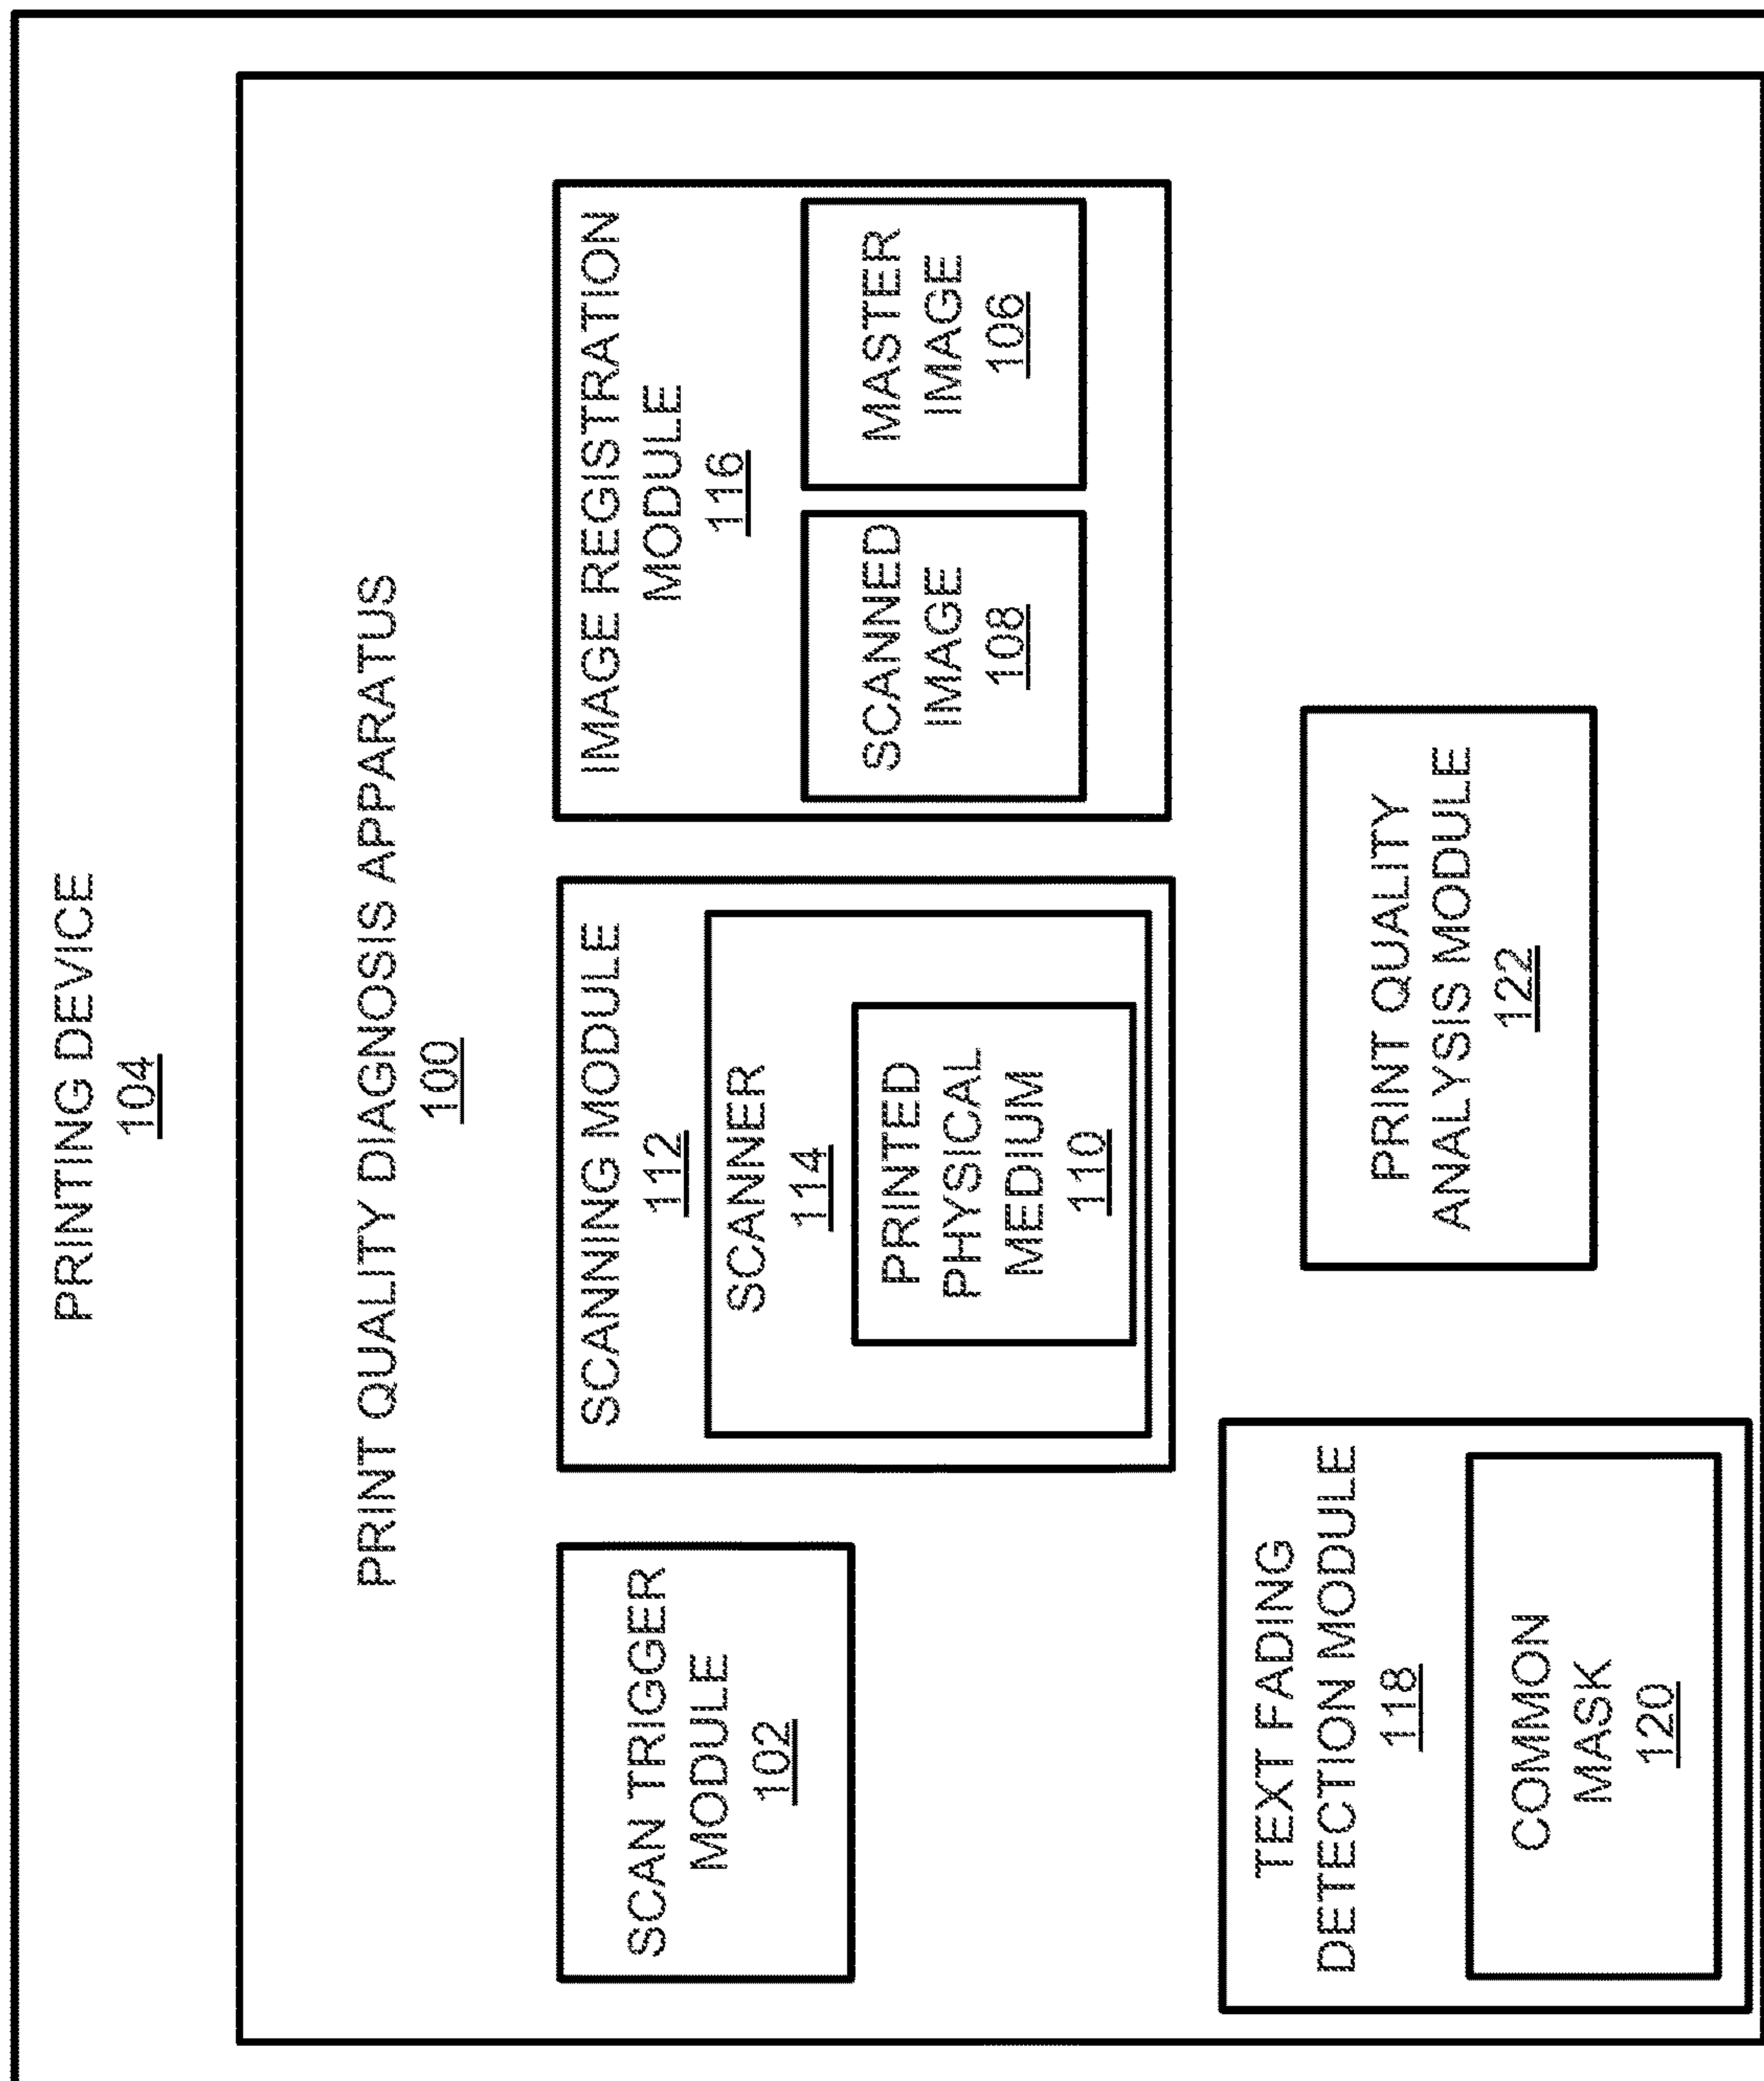 PRINTING DEVICE
104
PRINT QUALITY DIAGNOSIS APPARATUS
100
SCAN TRIGGER
MODULE
102
SCANNING MODULE
112
SCANNER
114
PRINTED
PHYSICAL
MEDIUM
110
IMAGE REGISTRATION
MODULE
116
SCANNED
IMAGE
108
MASTER
IMAGE
106
TEXT FADING
DETECTION MODULE
118
COMMON
MASK
120
PRINT QUALITY
ANALYSIS MODULE
122